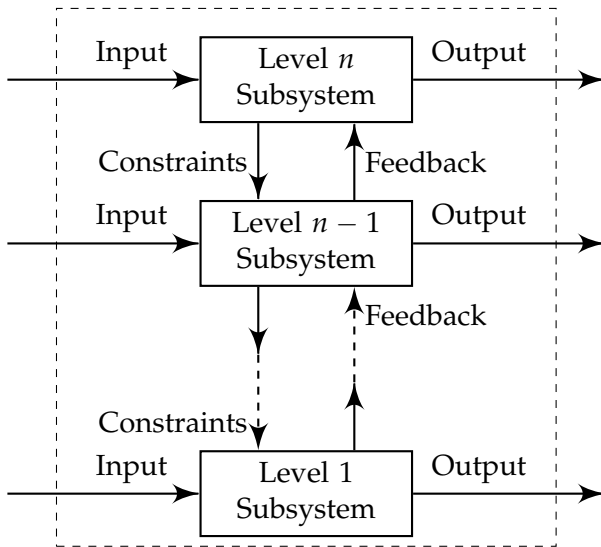 Input
Level n
Subsystem
Output
Constraints
Feedback
Input
Level n − 1
Subsystem
Output
Feedback
Constraints
Input
Level 1
Subsystem
Output